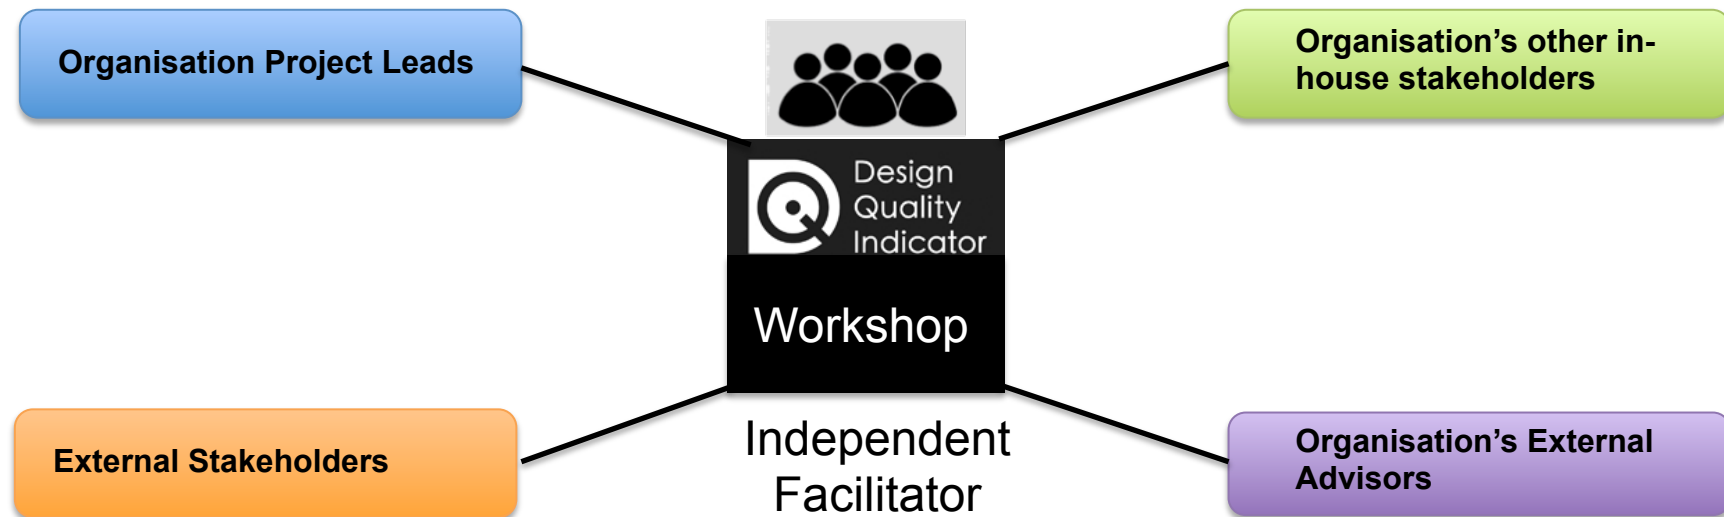 Organisation Project Leads
Organisation’s other in-
house stakeholders
Design
Quality
Indicator
Workshop
External Stakeholders
Independent
Facilitator
Organisation’s External
Advisors